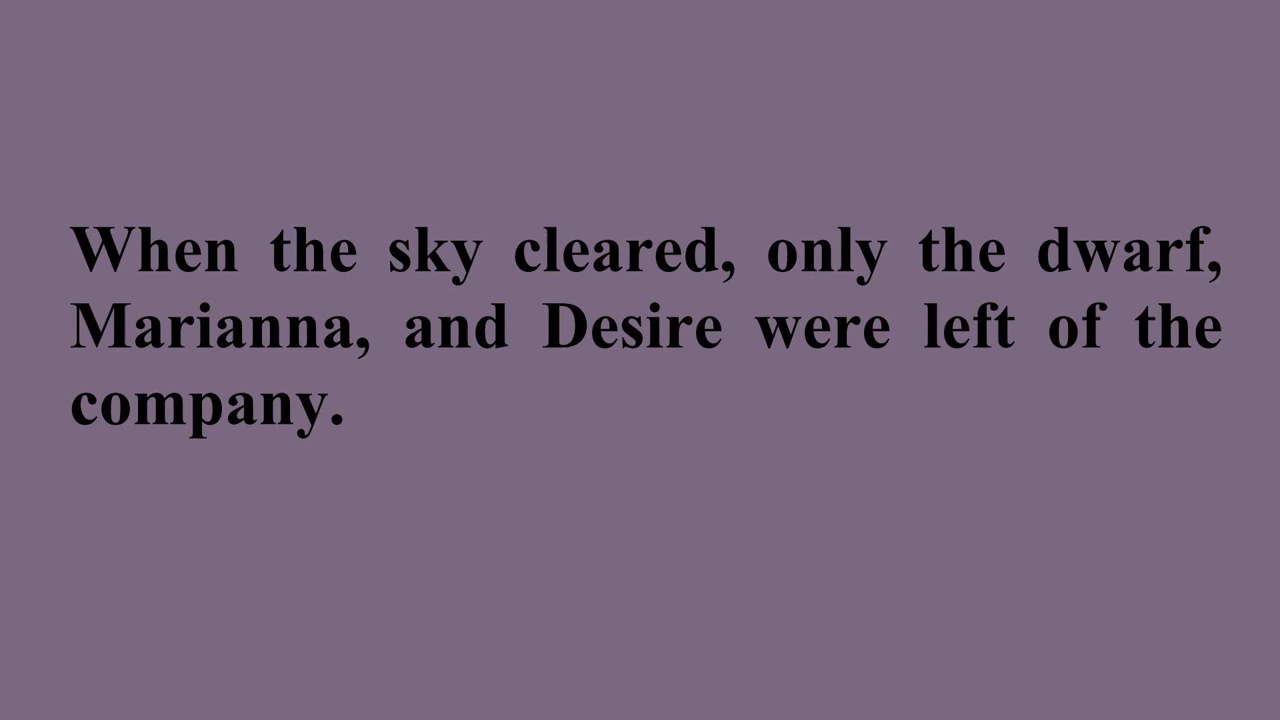 When the sky cleared, only the dwarf,
Marianna, and Desire were left of the
company.